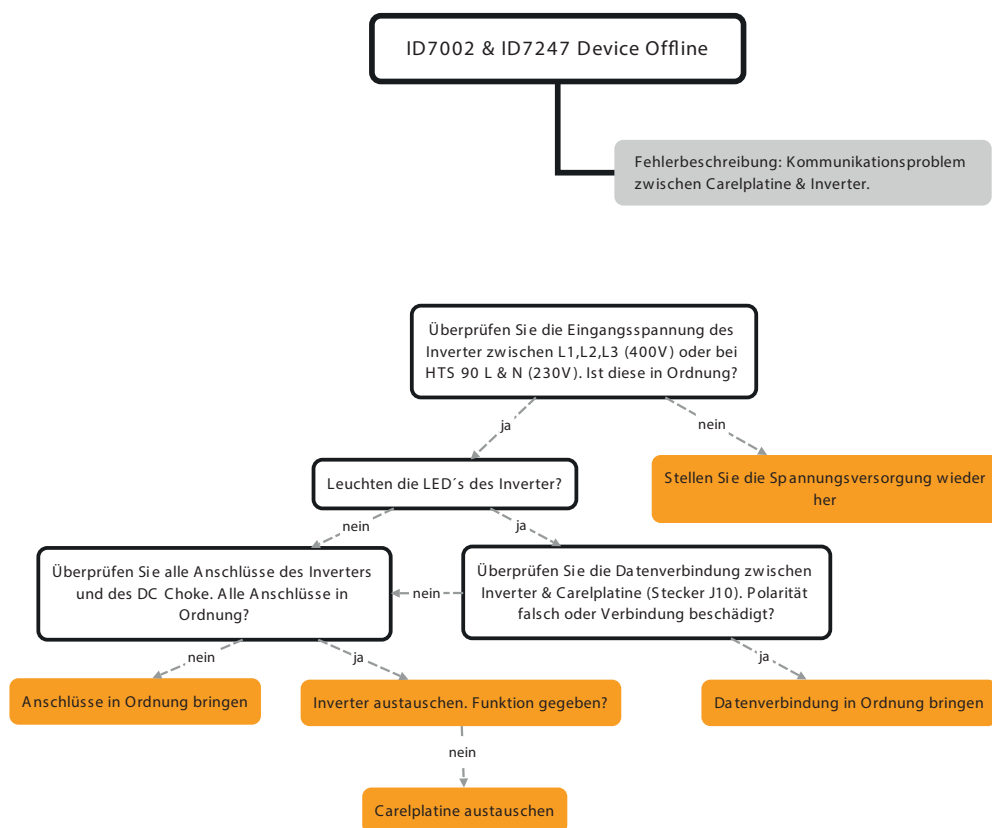 ID7002 & ID7247 Device Offline
Fehlerbeschreibung: Kommunikationsproblem
zwischen Carelplatine & Inverter.
Überprüfen Sie die Eingangsspannung des
Inverter zwischen L1,L2,L3 (400V) oder bei
HTS 90 L & N (230V). Ist diese in Ordnung?
ja
nein
Leuchten die LED´s des Inverter?
Stellen Sie die Spannungsversorgung wieder
her
nein
ja
Überprüfen Sie alle Anschlüsse des Inverters
und des DC Choke. Alle Anschlüsse in
Ordnung?
nein
Überprüfen Sie die Datenverbindung zwischen
Inverter & Carelplatine (Stecker J10). Polarität
falsch oder Verbindung beschädigt?
nein
ja
ja
Anschlüsse in Ordnung bringen
Inverter austauschen. Funktion gegeben?
Datenverbindung in Ordnung bringen
nein
Carelplatine austauschen